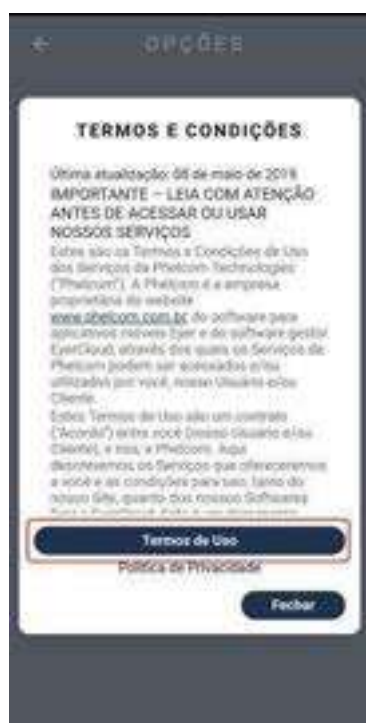 OPÇÕES
TERMOS E CONDIÇÕES
Última atualização: 08 de maio de 2019
IMPORTANTE – LEIA COM ATENÇÃO
ANTES DE ACESSAR OU USAR
NOSSOS SERVIÇOS
Estes são os Termos e Condições de Uso
dos Serviços da Phelcom Technologies
("Phelcom"). A Phelcom é a empresa
proprietária do website
www.phelcom.com.br, do software para
aplicativos móveis Eyer e do software gestor
EyerCloud, através dos quais os Serviços da
Phelcom podem ser acessados e/ou
utilizados por você, nosso Usuário e/ou
Cliente.
Estes Termos de Uso são um contrato
("Acordo") entre você (nosso Usuário e/ou
Cliente), e nós, a Phelcom. Aqui
descrevemos os Serviços que oferecemos
a você e as condições para uso, tanto do
nosso Site, quanto dos nossos Softwares
Termos de Uso
Política de Privacidade
Fechar